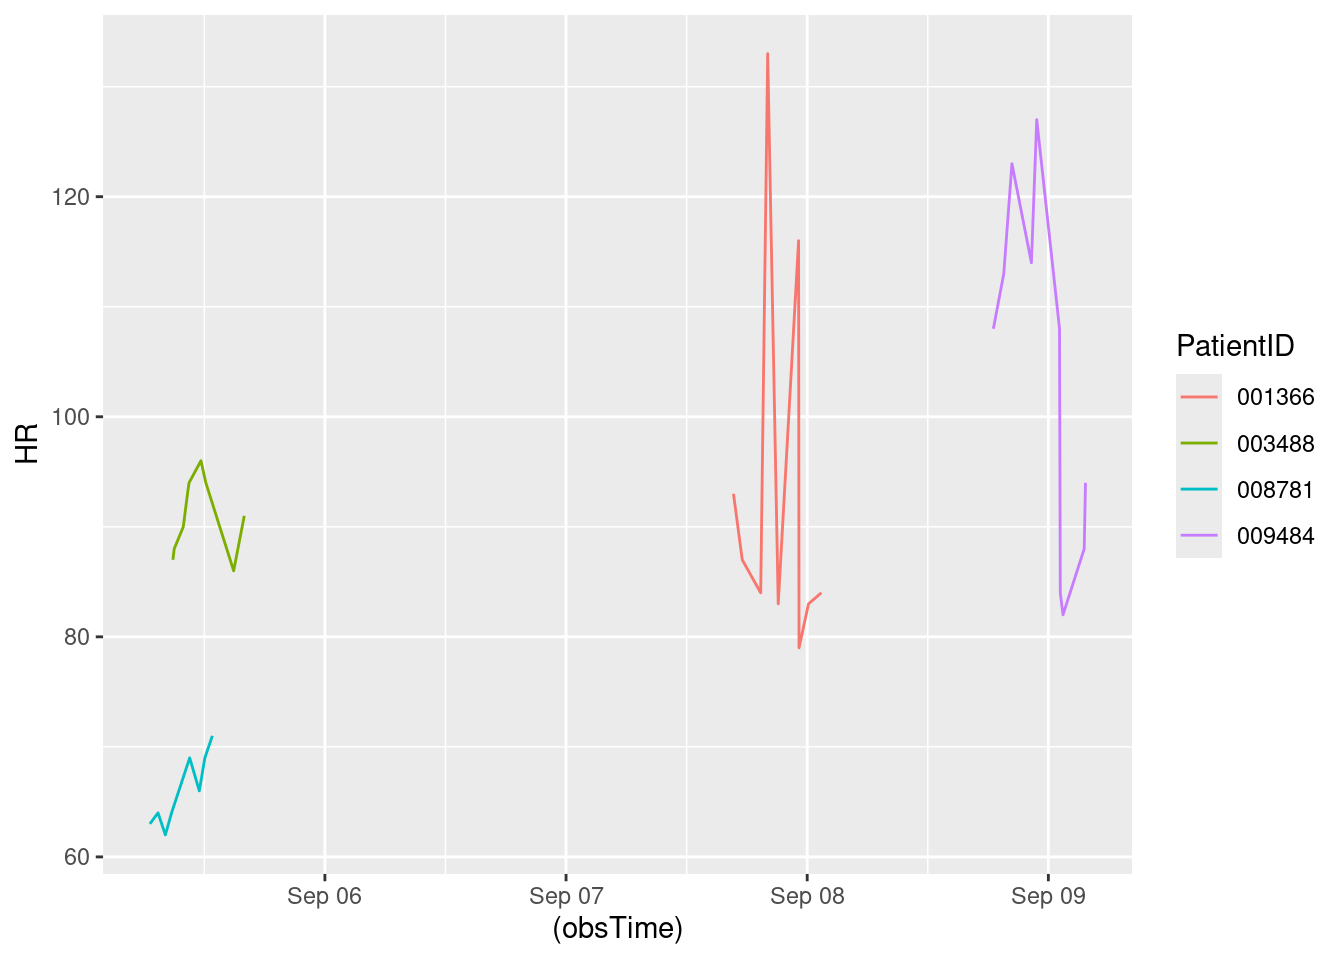 HR
120
100
80
60
Sep 06
Sep 07
Sep 08
Sep 09
(obsTime)
PatientID
001366
003488
008781
009484